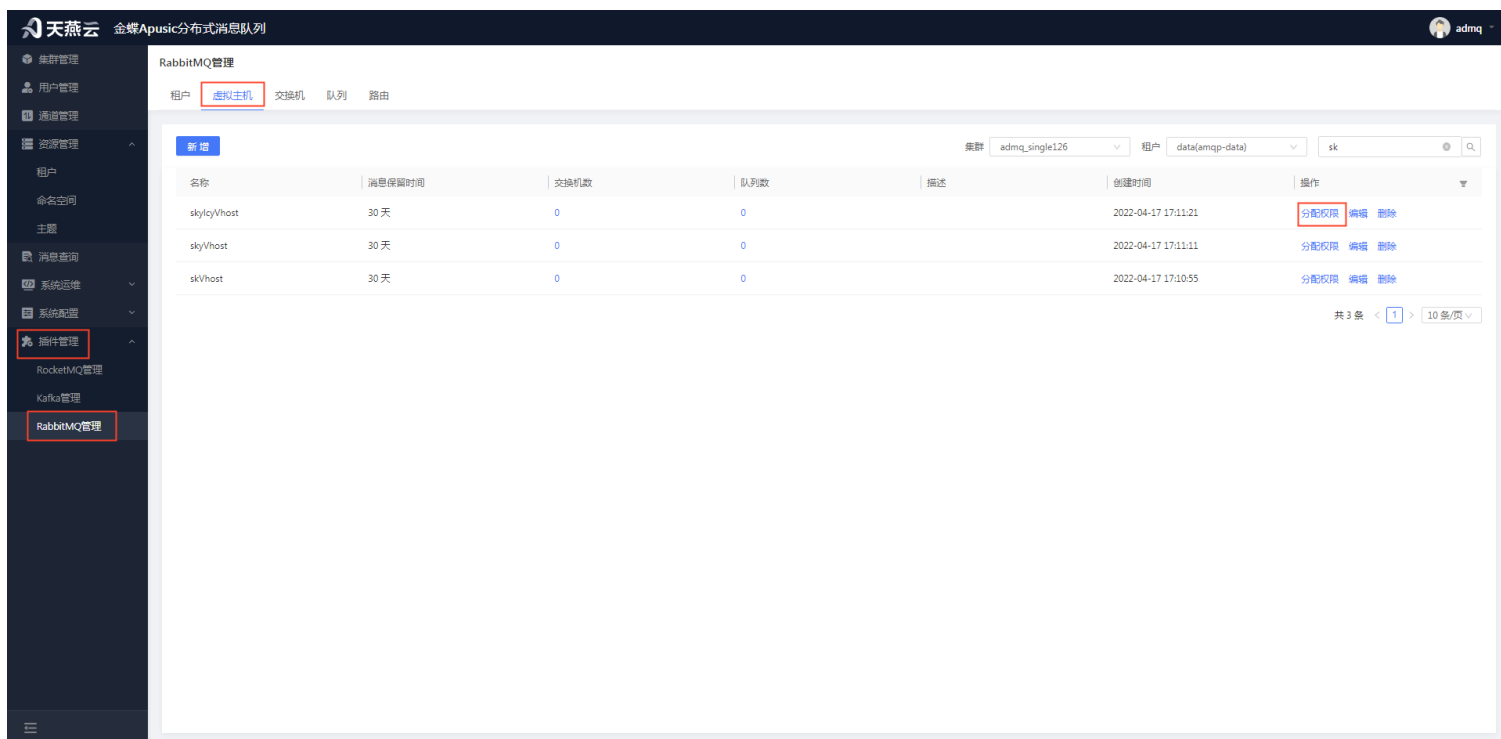 天燕云 金蝶Apusic分布式消息队列 admq
集群管理
用户管理
通道管理
资源管理
租户
命名空间
主题
消息查询
系统运维
系统配置
插件管理
RocketMQ管理
Kafka管理
RabbitMQ管理
RabbitMQ管理
租户 虚拟主机 交换机 队列 路由
新增 集群 admq_single126 租户 data(amqp-data) sk
名称 消息保留时间 交换机数 队列数 描述 创建时间 操作
skyIcyVhost 30 天 0 0 2022-04-17 17:11:21 分配权限 编辑 删除
skyVhost 30 天 0 0 2022-04-17 17:11:11 分配权限 编辑 删除
skVhost 30 天 0 0 2022-04-17 17:10:55 分配权限 编辑 删除
共 3 条 < 1 > 10 条/页